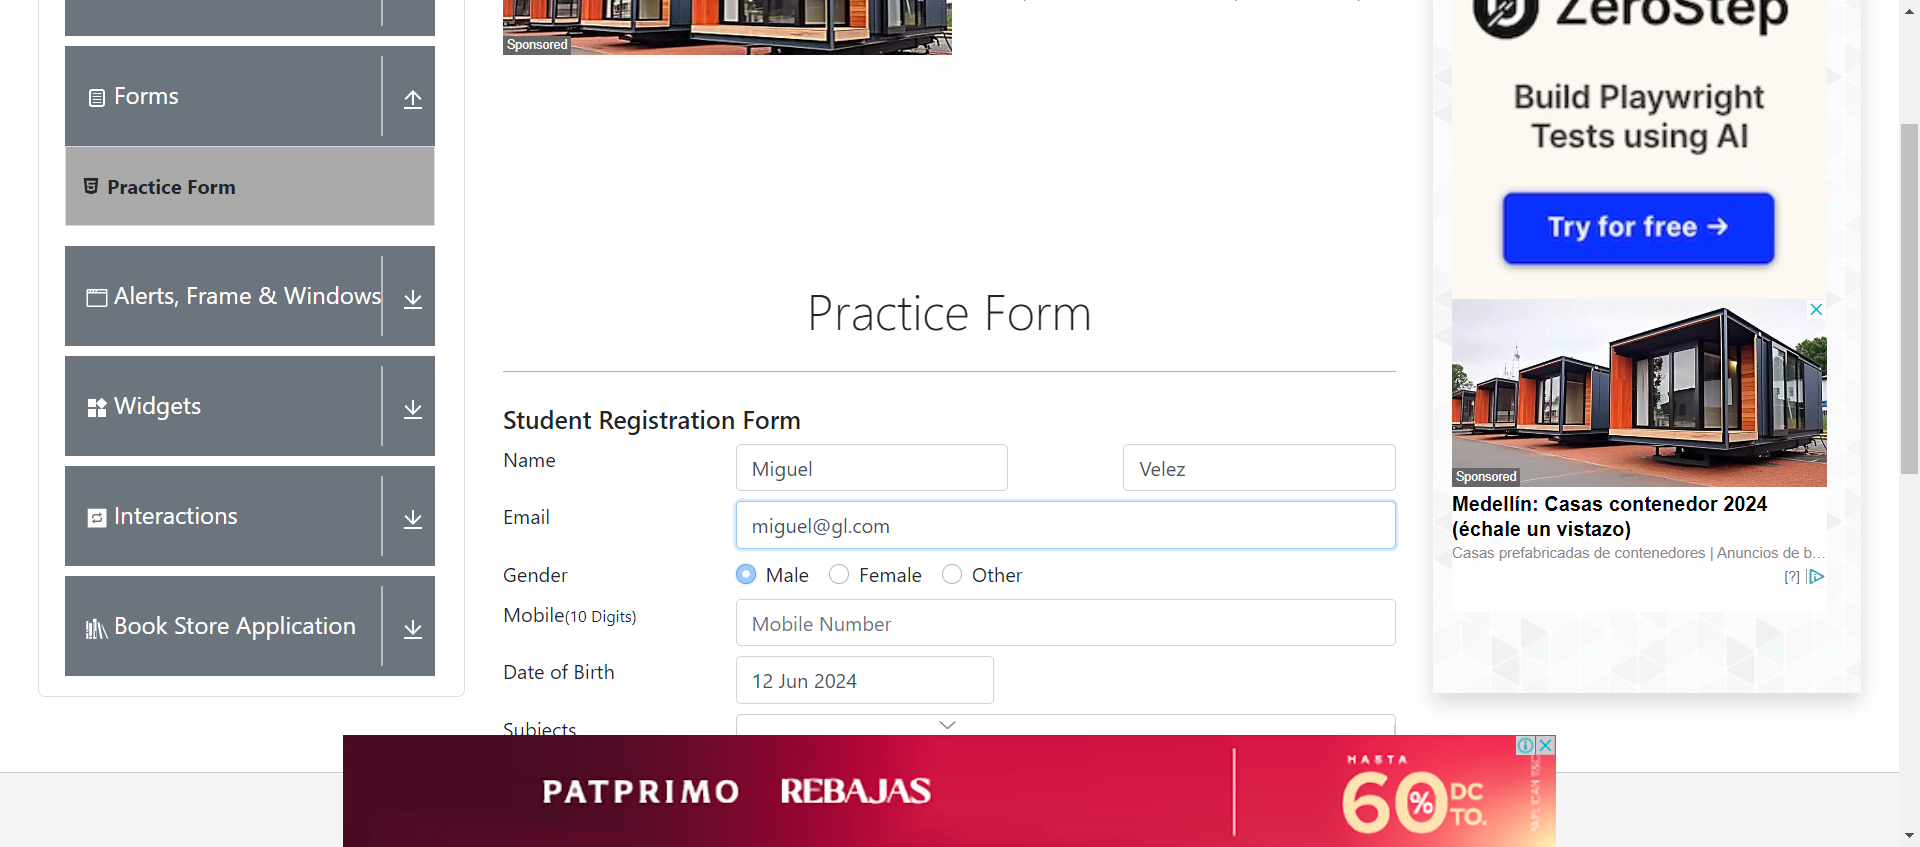 Forms
Practice Form
Alerts, Frame & Windows
Widgets
Interactions
Book Store Application
Sponsored
Practice Form
Student Registration Form
Name
Miguel
Velez
Email
miguel@gl.com
Gender
Male
Female
Other
Mobile(10 Digits)
Mobile Number
Date of Birth
12 Jun 2024
Subjects
ZeroStep
Build Playwright
Tests using AI
Try for free →
Sponsored
Medellín: Casas contenedor 2024
(échale un vistazo)
Casas prefabricadas de contenedores | Anuncios de b...
[?]
PATPRIMO REBAJAS
HASTA
60% DC
TO.